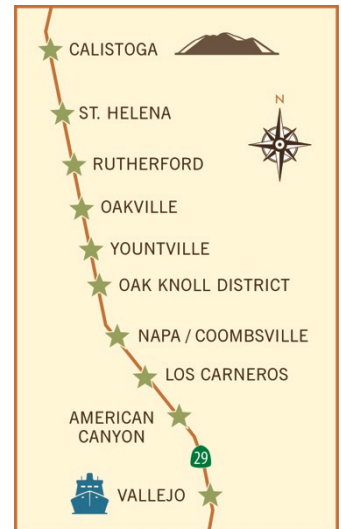 CALISTOGA
N
ST. HELENA
RUTHERFORD
OAKVILLE
YOUNTVILLE
OAK KNOLL DISTRICT
NAPA / COOMBSVILLE
LOS CARNEROS
AMERICAN
CANYON
29
VALLEJO